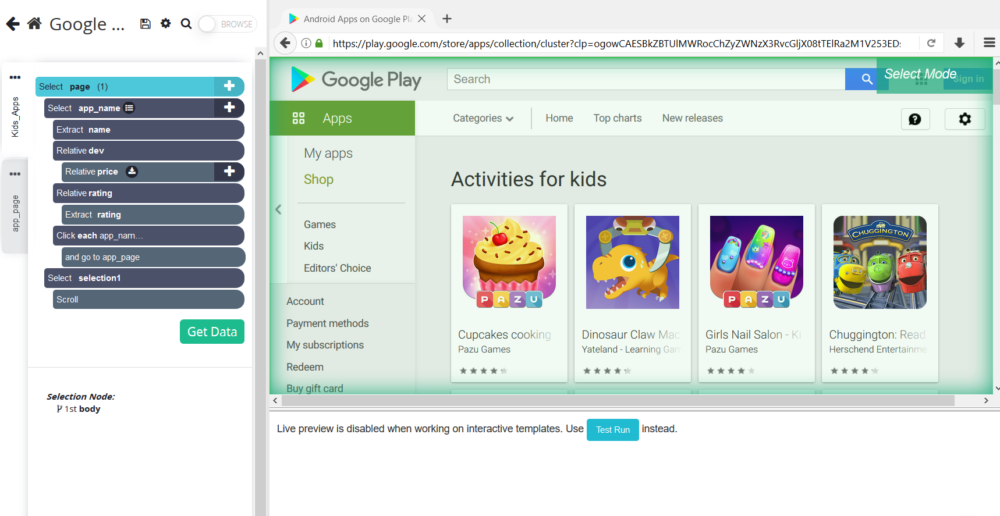 Google ...
BROWSE
Kids_Apps
app_page
Select page (1)
Select app_name
Extract name
Relative dev
Relative price
Relative rating
Extract rating
Click each app_nam...
and go to app_page
Select selection1
Scroll
Get Data
Selection Node:
1st body
Android Apps on Google Pla
https://play.google.com/store/apps/collection/cluster?clp=ogowCAESBkZBTUlMWRocChZyZWNzX3RvcGljX08tTElRa2M1V253EDs
Google Play
Search
Select Mode
Sign in
Apps
Categories
Home
Top charts
New releases
My apps
Shop
Games
Kids
Editors' Choice
Account
Payment methods
My subscriptions
Redeem
Buy gift card
Activities for kids
PAZU
PAZU
CHUGGINGTON
Cupcakes cooking
Pazu Games
Dinosaur Claw Mac
Yateland - Learning Gam
Girls Nail Salon - Ki
Pazu Games
Chuggington: Read
Herschend Entertainme
Live preview is disabled when working on interactive templates. Use Test Run instead.